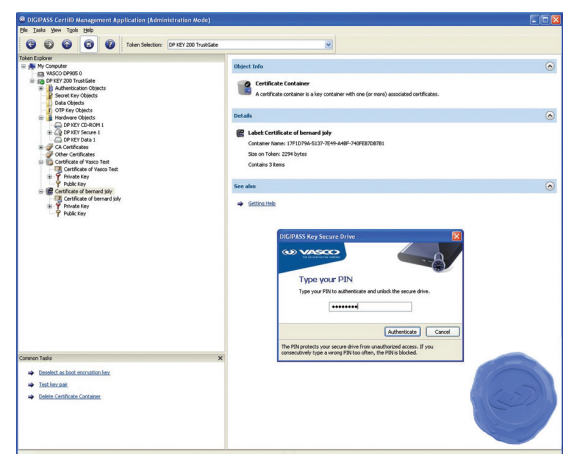 DIGIPASS CertiID Management Application (Administration Mode)
File Tasks View Tools Help
Token Selection: DP KEY 200 TrustGate
Token Explorer
My Computer
VASCO DP905 0
DP KEY 200 TrustGate
Authentication Objects
Secret Key Objects
Data Objects
OTP Key Objects
Hardware Objects
DP KEY CD-ROM 1
DP KEY Secure 1
DP KEY Data 1
CA Certificates
Other Certificates
Certificate of Vasco Test
Certificate of Vasco Test
Private Key
Public Key
Certificate of bernard joly
Certificate of bernard joly
Private Key
Public Key
Common Tasks
Deselect as boot encryption key
Test key pair
Delete Certificate Container
Object Info
Certificate Container
A certificate container is a key container with one (or more) associated certificates.
Details
Label: Certificate of bernard joly
Container Name: 17F1D79A-5137-7E49-A4BF-740FEB7DB7B1
Size on Token: 2294 bytes
Contains 3 items
See also
Getting Help
DIGIPASS Key Secure Drive
VASCO
Type your PIN
Type your PIN to authenticate and unlock the secure drive.
Authenticate Cancel
The PIN protects your secure drive from unauthorized access. If you
consecutively type a wrong PIN too often, the PIN is blocked.